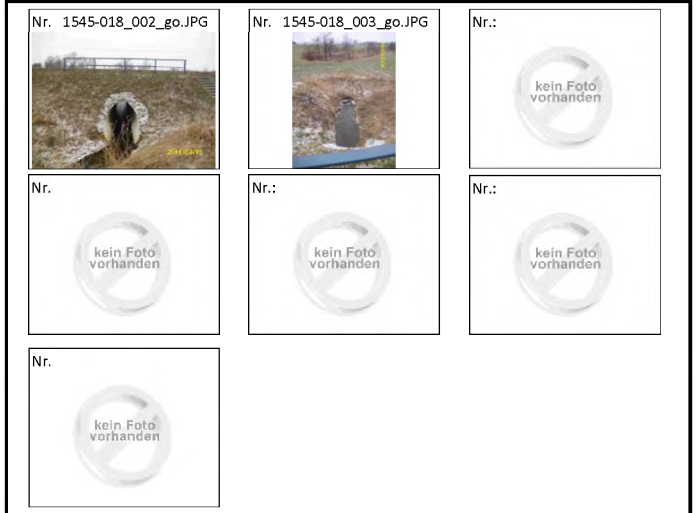 Nr. 1545-018_002_go.JPG
Nr. 1545-018_003_go.JPG
Nr.:
kein Foto
vorhanden
Nr.
kein Foto
vorhanden
Nr.:
kein Foto
vorhanden
Nr.:
kein Foto
vorhanden
Nr.
kein Foto
vorhanden